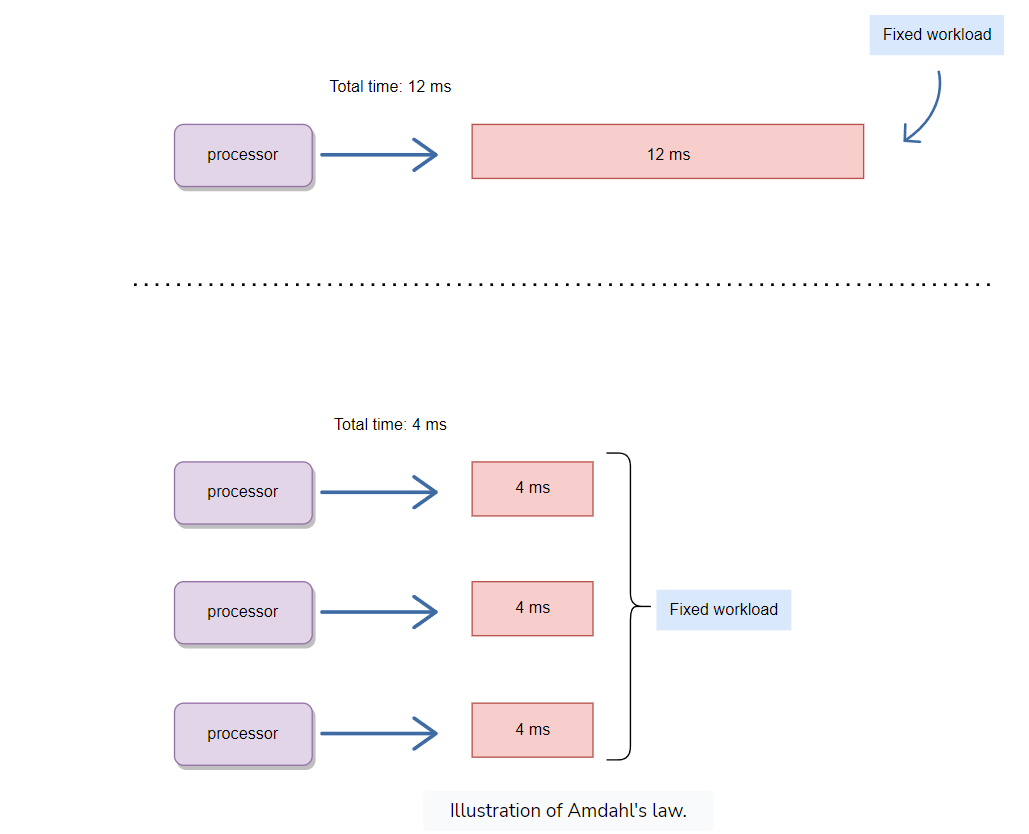 Fixed workload
Total time: 12 ms
processor
12 ms
Total time: 4 ms
processor
4 ms
processor
4 ms
Fixed workload
processor
4 ms
Illustration of Amdahl's law.